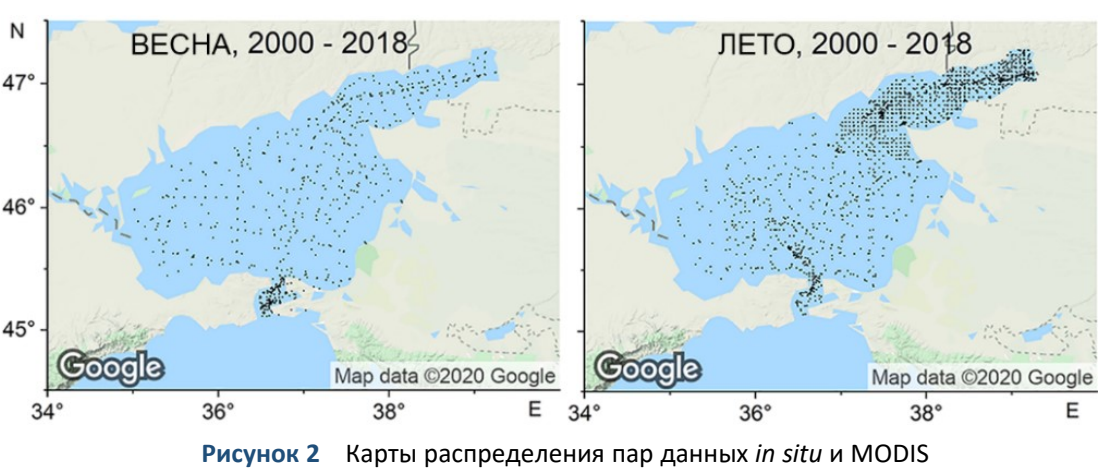 N
ВЕСНА, 2000 - 2018
ЛЕТО, 2000 - 2018
47°
46°
45°
Google
Map data ©2020 Google
Google
Map data ©2020 Google
34° 36° 38° E
34° 36° 38° E
Рисунок 2 Карты распределения пар данных in situ и MODIS